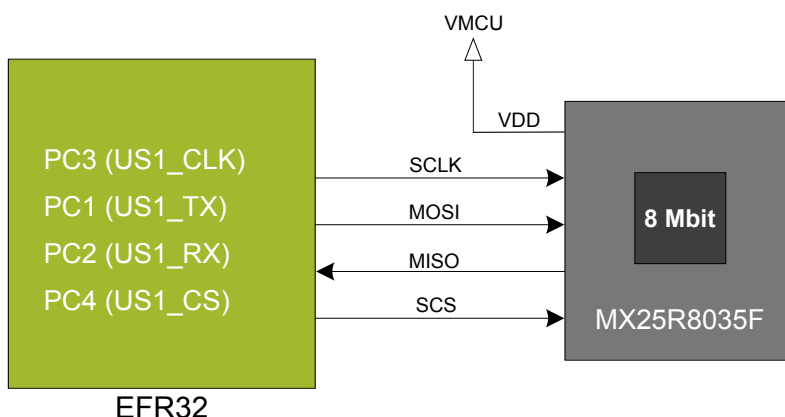 VMCU
VDD
PC3 (US1_CLK)
PC1 (US1_TX)
PC2 (US1_RX)
PC4 (US1_CS)
SCLK
MOSI
MISO
SCS
8 Mbit
MX25R8035F
EFR32